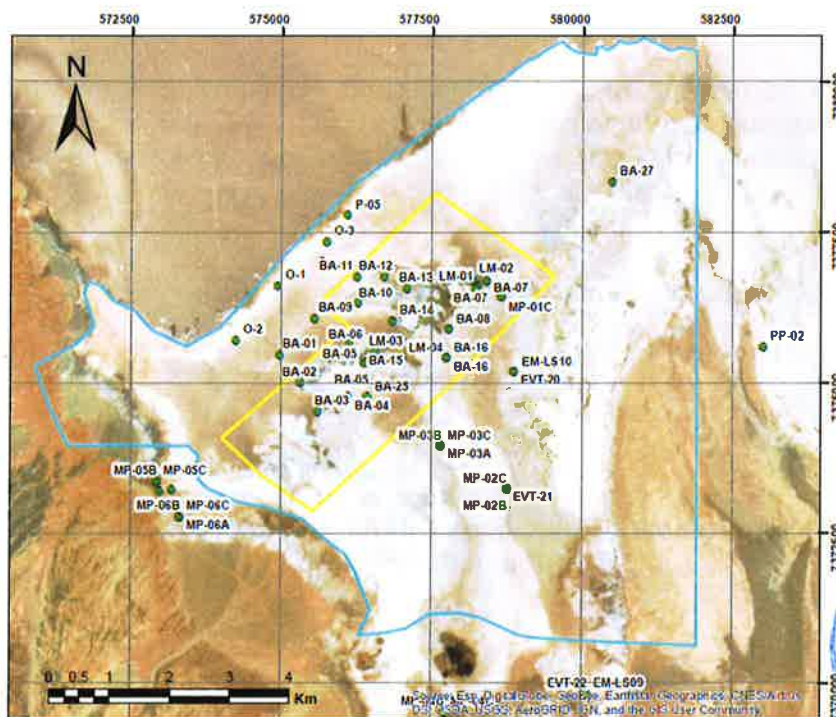 572500 575000 577500 580000 582500
N
BA-27
P-05
O-3
BA-11 BA-12 LM-01 LM-02
O-1 BA-13
BA-10 BA-07 BA-07
MP-01C
BA-09
BA-14
BA-08
O-2 BA-06
LM-03 LM-04 PP-02
BA-01 BA-05 BA-16
BA-15 BA-16 EM-LS10
BA-02 BA-05 EVT-20
BA-25
BA-03 BA-04
MP-03B MP-03C
MP-03A
MP-05B MP-05C MP-02C
MP-06B MP-06C EVT-21
MP-02B
MP-06A
0 0.5 1 2 3 4
Km
EVT-22 EM-LS09